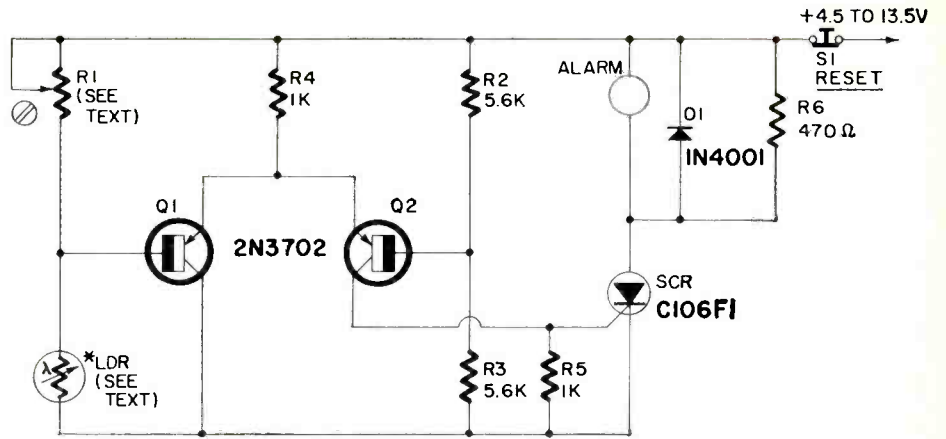 +4.5 TO 13.5V
S1
RESET
R1
(SEE
TEXT)
R4
1K
R2
5.6K
ALARM
D1
1N4001
R6
470Ω
Q1
2N3702
Q2
SCR
C106F1
λ
*LDR
(SEE
TEXT)
R3
5.6K
R5
1K